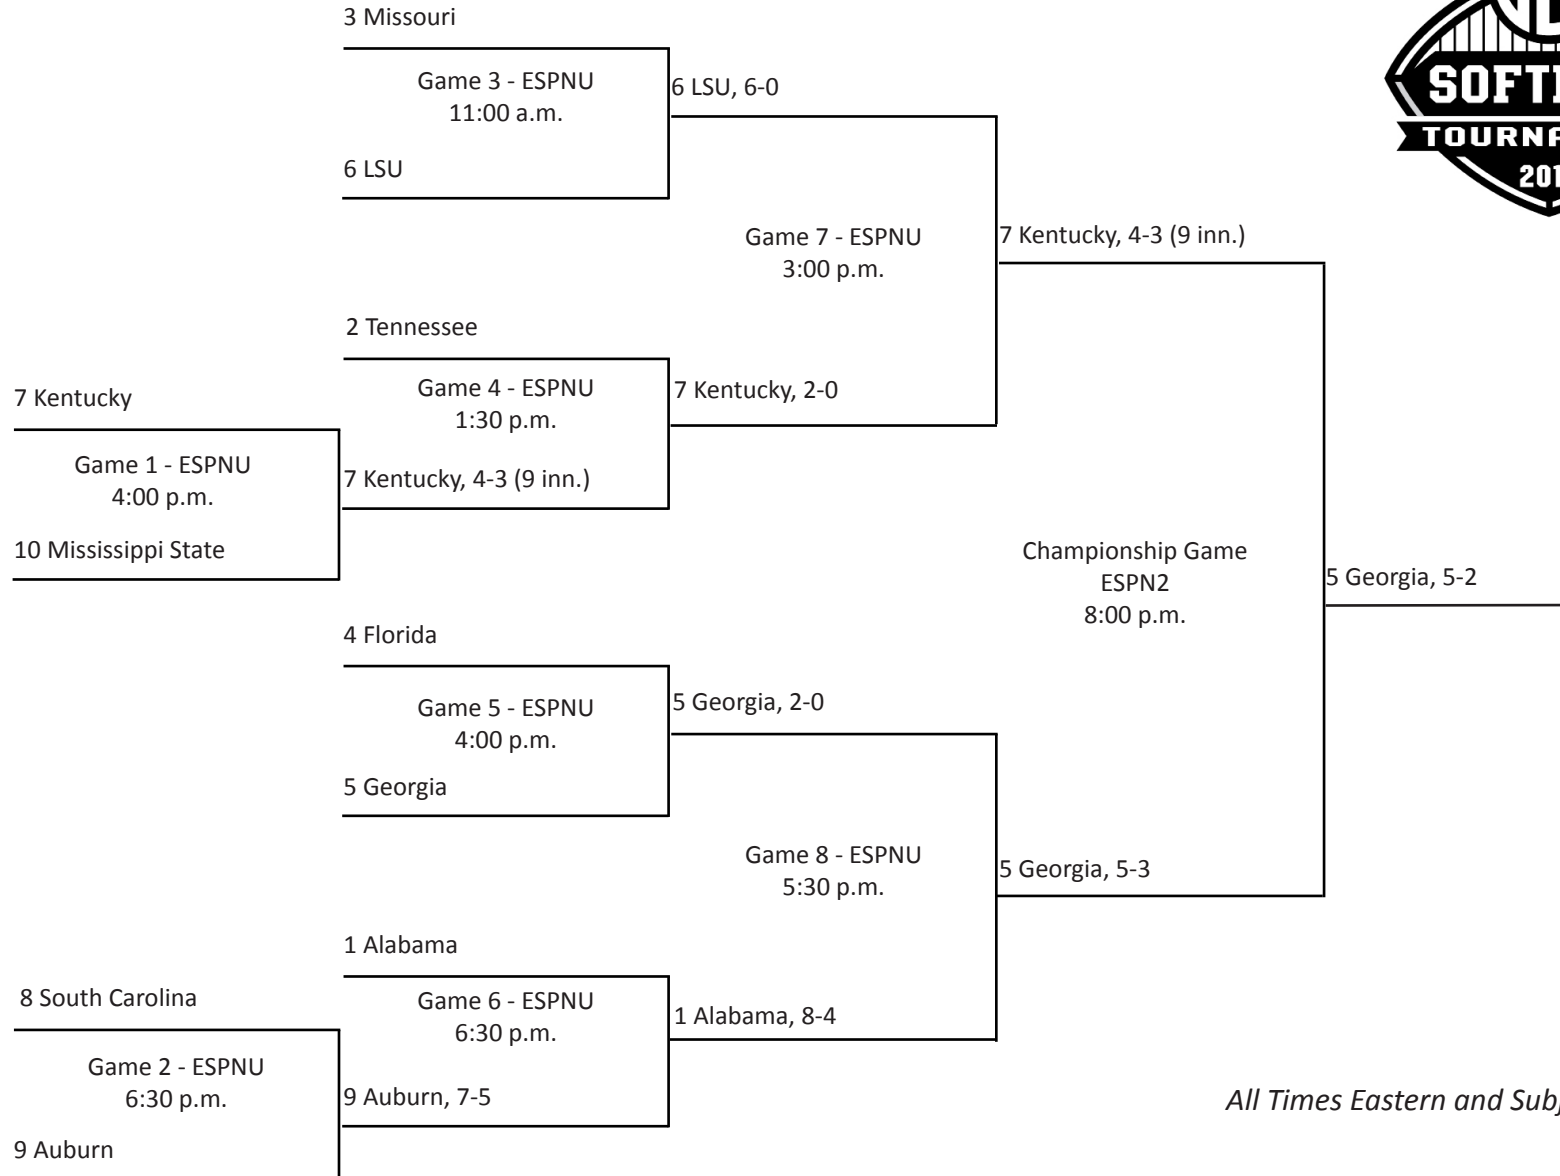 3 Missouri
Game 3 - ESPNU
11:00 a.m.
6 LSU
6 LSU, 6-0
Game 7 - ESPNU
3:00 p.m.
7 Kentucky, 4-3 (9 inn.)
2 Tennessee
Game 4 - ESPNU
1:30 p.m.
7 Kentucky, 2-0
7 Kentucky
Game 1 - ESPNU
4:00 p.m.
7 Kentucky, 4-3 (9 inn.)
10 Mississippi State
Championship Game
ESPN2
8:00 p.m.
5 Georgia, 5-2
4 Florida
Game 5 - ESPNU
4:00 p.m.
5 Georgia, 2-0
5 Georgia
Game 8 - ESPNU
5:30 p.m.
5 Georgia, 5-3
1 Alabama
8 South Carolina
Game 6 - ESPNU
6:30 p.m.
1 Alabama, 8-4
Game 2 - ESPNU
6:30 p.m.
9 Auburn, 7-5
9 Auburn
All Times Eastern and